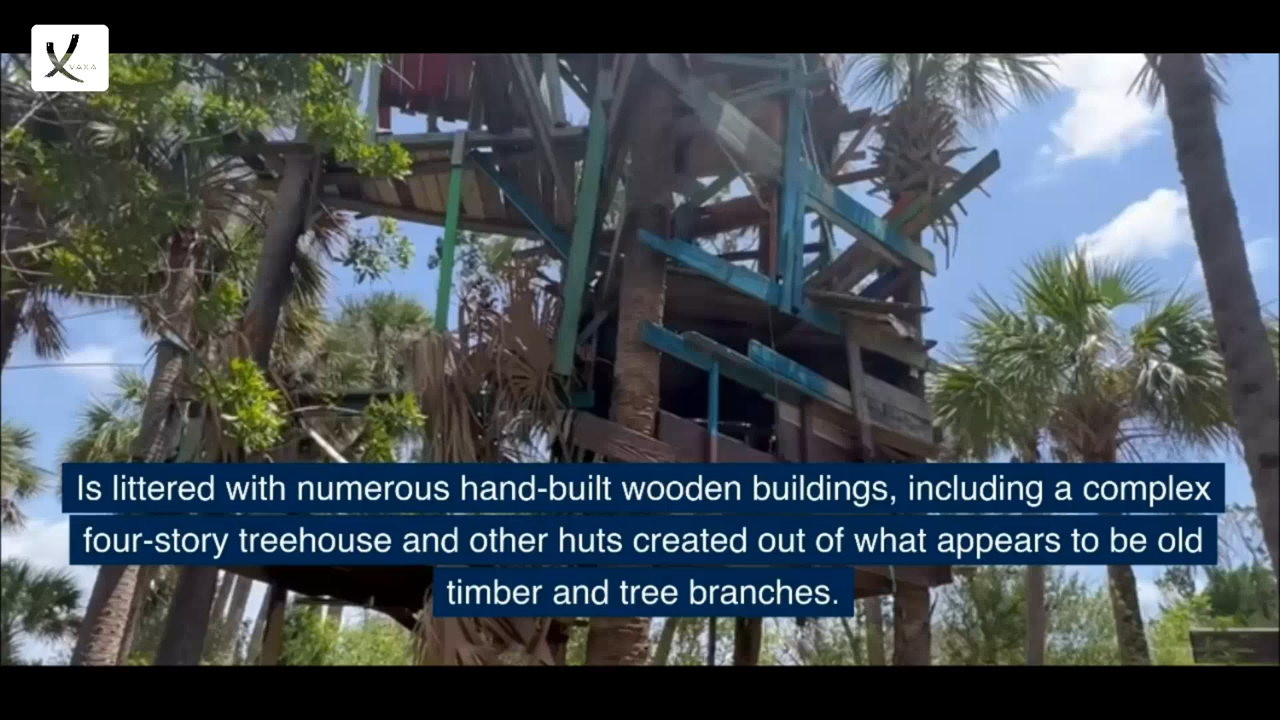 VAXA
Is littered with numerous hand-built wooden buildings, including a complex
four-story treehouse and other huts created out of what appears to be old
timber and tree branches.